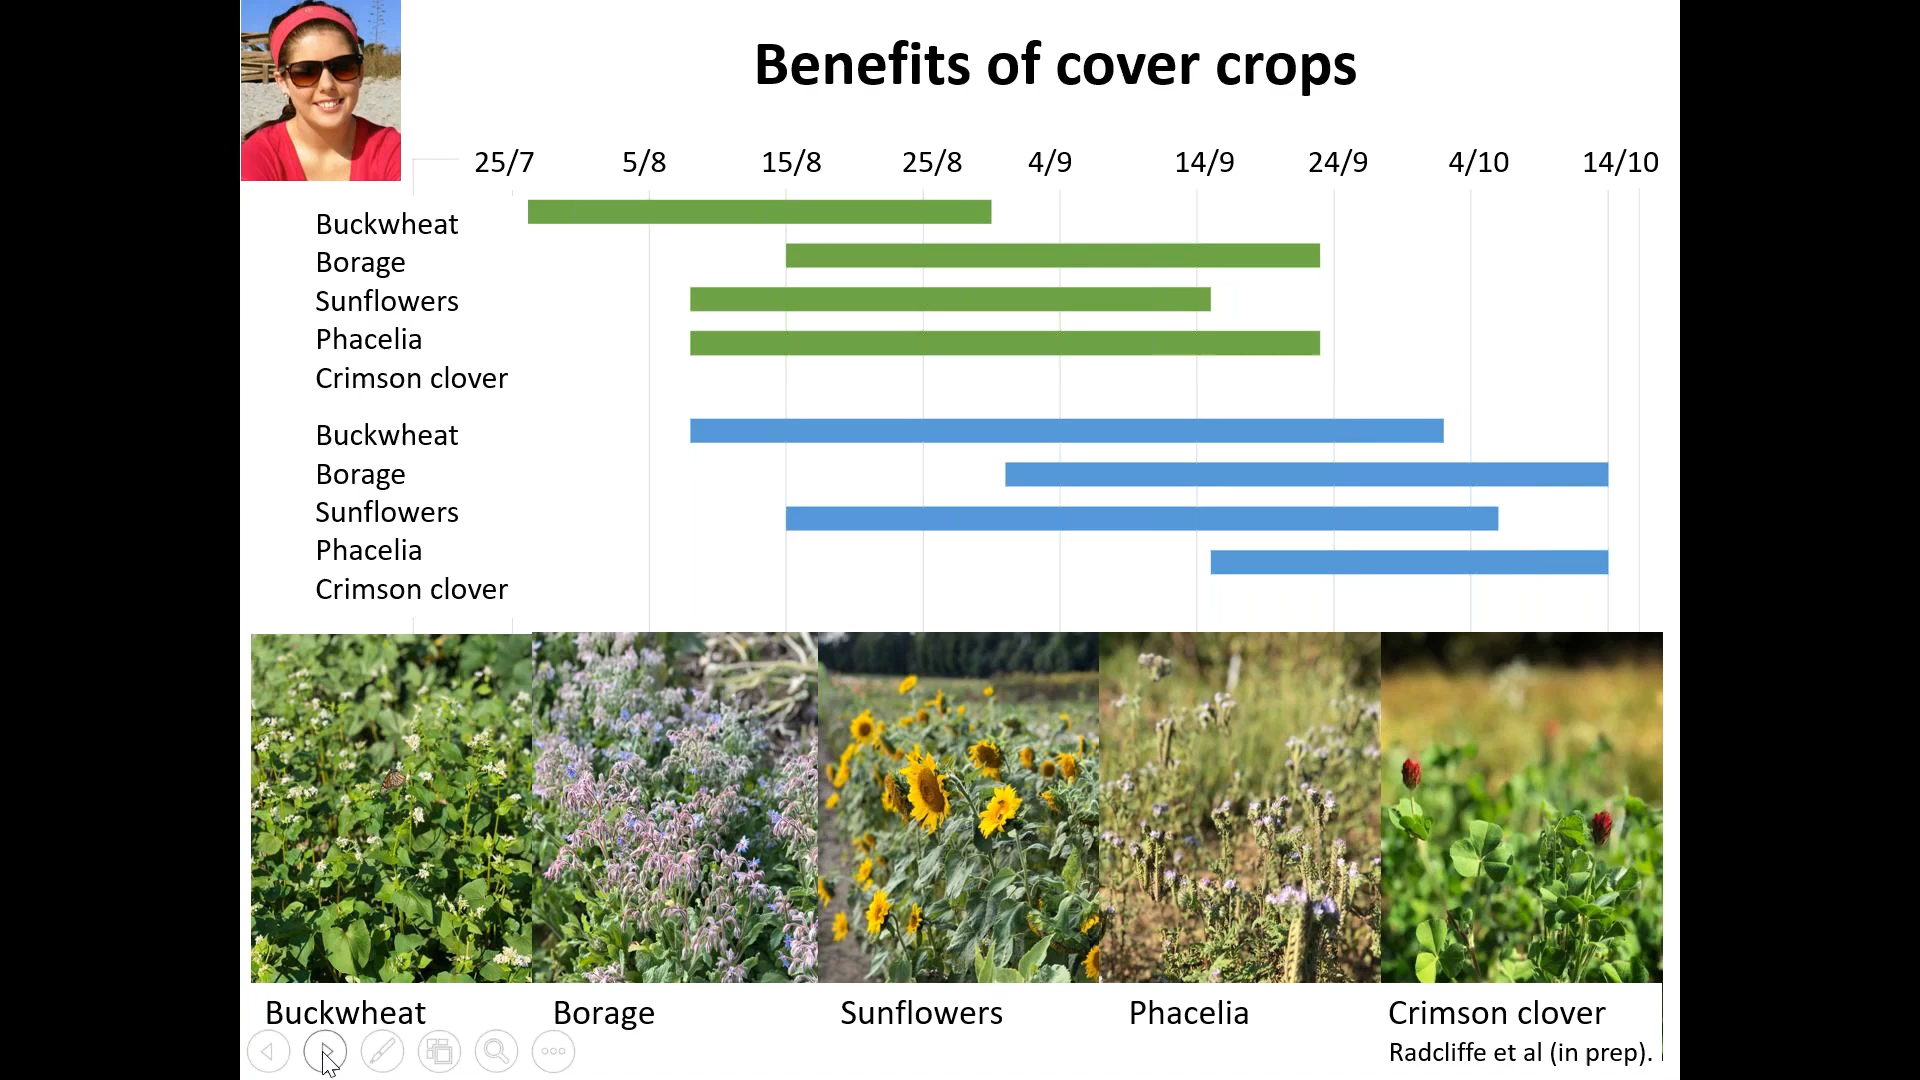 Benefits of cover crops
25/7 5/8 15/8 25/8 4/9 14/9 24/9 4/10 14/10
Buckwheat
Borage
Sunflowers
Phacelia
Crimson clover
Buckwheat
Borage
Sunflowers
Phacelia
Crimson clover
Buckwheat Borage Sunflowers Phacelia Crimson clover
Radcliffe et al (in prep).